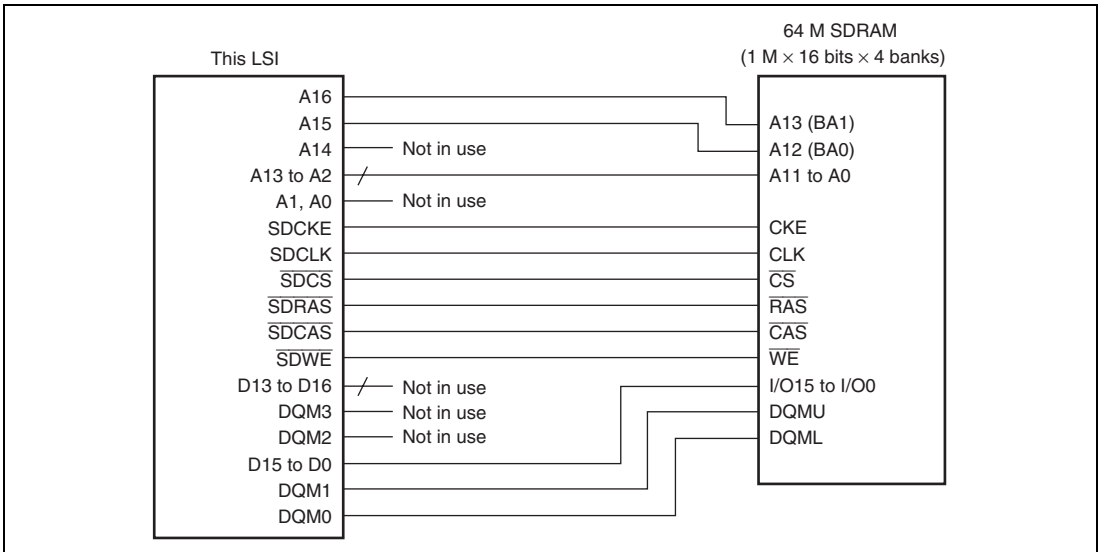 64 M SDRAM
(1 M × 16 bits × 4 banks)
This LSI
A16
A15
A14
Not in use
A13 to A2
A1, A0
Not in use
SDCKE
SDCLK
SDCS
SDRAS
SDCAS
SDWE
D13 to D16
Not in use
DQM3
Not in use
DQM2
Not in use
D15 to D0
DQM1
DQM0
A13 (BA1)
A12 (BA0)
A11 to A0
CKE
CLK
CS
RAS
CAS
WE
I/O15 to I/O0
DQMU
DQML